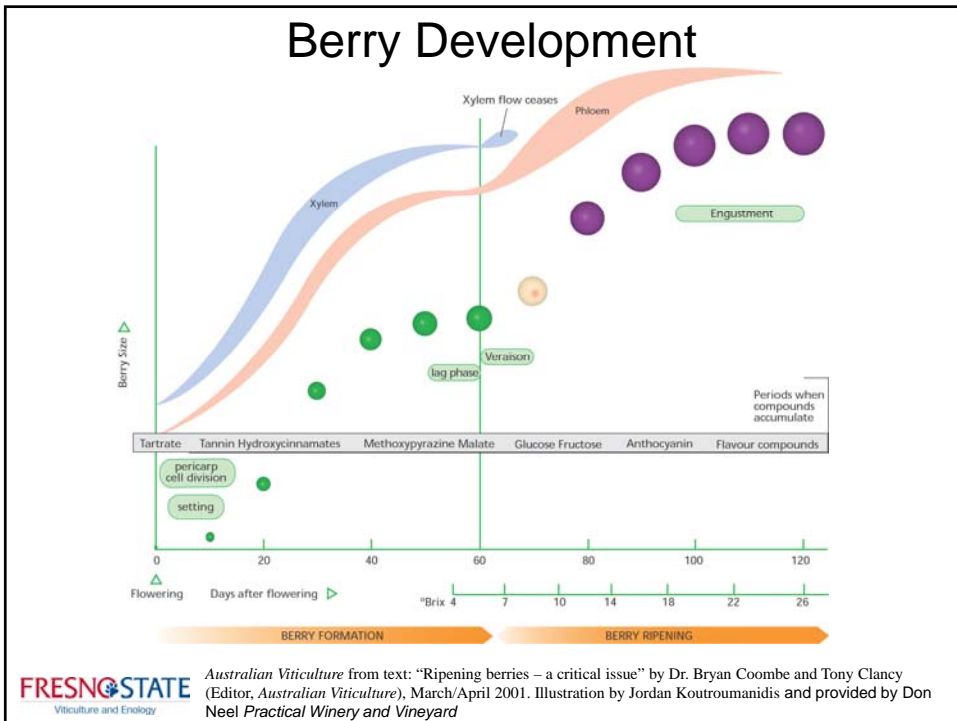 Berry Development
Xylem flow ceases
Phloem
Xylem
Engustment
Berry Size
Veraison
lag phase
Periods when
compounds
accumulate
Tartrate Tannin Hydroxycinnamates Methoxypyrazine Malate Glucose Fructose Anthocyanin Flavour compounds
pericarp
cell division
setting
0 20 40 60 80 100 120
Flowering Days after flowering
°Brix 4 7 10 14 18 22 26
BERRY FORMATION BERRY RIPENING
FRESNO STATE
Viticulture and Enology
Australian Viticulture from text: “Ripening berries – a critical issue” by Dr. Bryan Coombe and Tony Clancy
(Editor, Australian Viticulture), March/April 2001. Illustration by Jordan Koutroumanidis and provided by Don
Neel Practical Winery and Vineyard